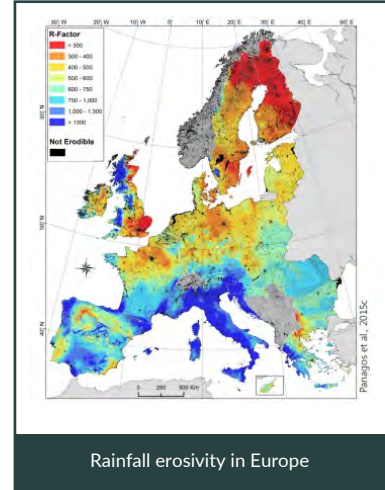 30° W 20° W 10° W 0° 10° E 20° E 30° E 40° E 50° E 60° E
R-Factor
< 300
300 - 400
400 - 500
500 - 600
600 - 750
750 - 1,000
1,000 - 1,300
> 1300
Not Erodible
50° N
40° N
0 250 500 Km
Panagos et al., 2015c
Rainfall erosivity in Europe